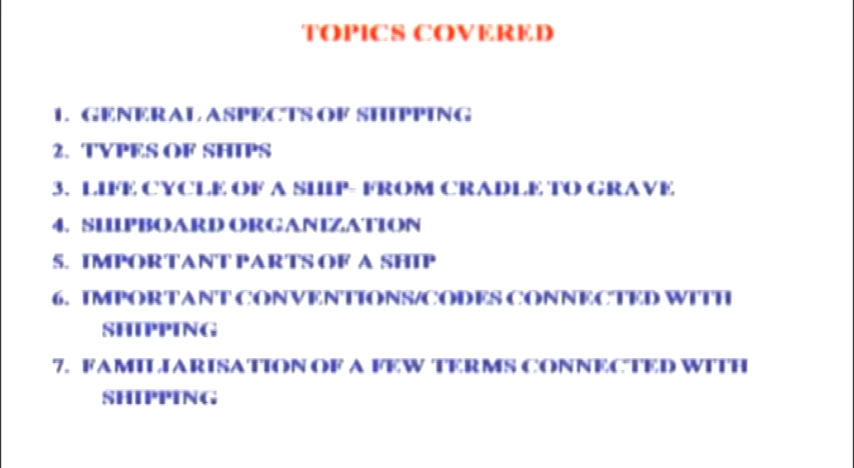 TOPICS COVERED
1. GENERAL ASPECTS OF SHIPPING
2. TYPES OF SHIPS
3. LIFE CYCLE OF A SHIP- FROM CRADLE TO GRAVE
4. SHIPBOARD ORGANIZATION
5. IMPORTANT PARTS OF A SHIP
6. IMPORTANT CONVENTIONS/CODES CONNECTED WITH
SHIPPING
7. FAMILIARISATION OF A FEW TERMS CONNECTED WITH
SHIPPING